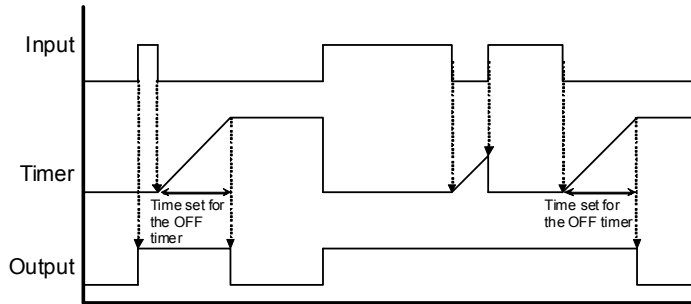 Input
Timer
Time set for
the OFF
timer
Time set for
the OFF timer
Output